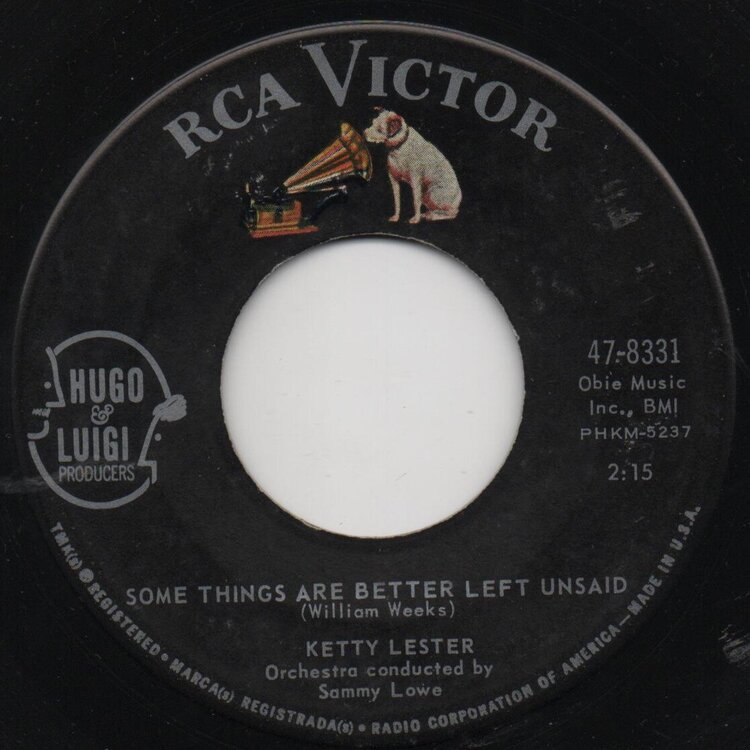 RCA VICTOR
HUGO
&
LUIGI
PRODUCERS
47-8331
Obie Music
Inc., BMI
PHKM-5237
2:15
SOME THINGS ARE BETTER LEFT UNSAID
(William Weeks)
KETTY LESTER
Orchestra conducted by
Sammy Lowe
TMK(s) ® REGISTERED • MARCA(s) REGISTRADA(s) • RADIO CORPORATION OF AMERICA—MADE IN U.S.A.